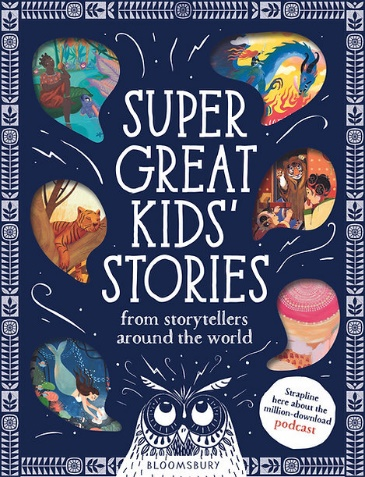 SUPER
GREAT
KIDS'
STORIES
from storytellers
around the world
Strapline
here about the
million-download
podcast
BLOOMSBURY